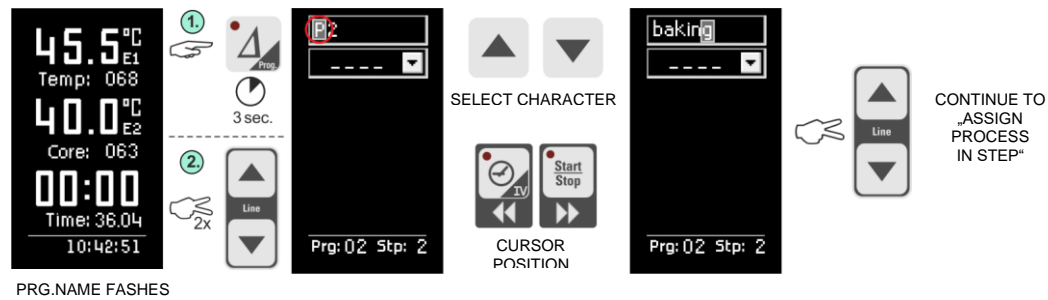 45.5°C
E1
Temp: 068
40.0°C
E2
Core: 063
00:00
Time: 36.04
10:42:51
PRG.NAME FASHES
1.
Δ
Prog.
3 sec.
2.
2x
Line
P2
_ _ _ _
Prg: 02 Stp: 2
SELECT CHARACTER
IV
Start
Stop
CURSOR
POSITION
baking
_ _ _ _
Prg: 02 Stp: 2
Line
CONTINUE TO
„ASSIGN
PROCESS
IN STEP“